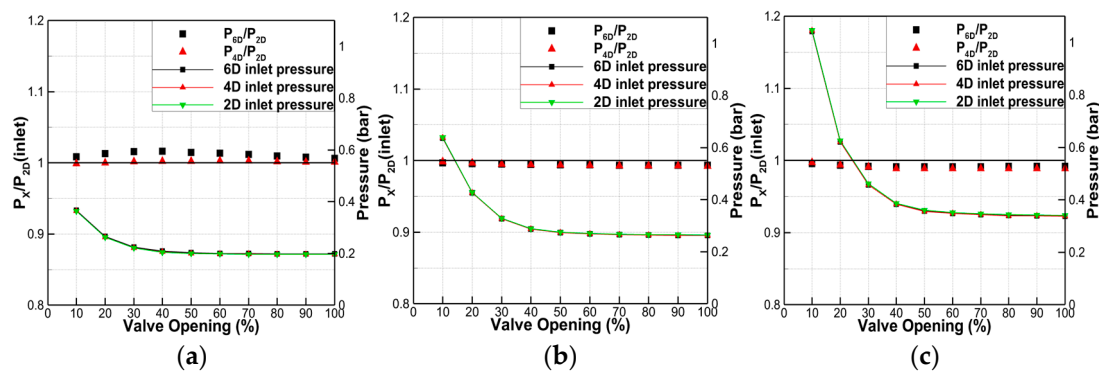 1.2
1.1
1
0.9
0.8
P6D/P2D
P4D/P2D
6D inlet pressure
4D inlet pressure
2D inlet pressure
1
0.8
0.6
0.4
0.2
0
PX/P2D(inlet)
Pressure (bar)
0 10 20 30 40 50 60 70 80 90 100
Valve Opening (%)
(a)
1.2
1.1
1
0.9
0.8
P6D/P2D
P4D/P2D
6D inlet pressure
4D inlet pressure
2D inlet pressure
1
0.8
0.6
0.4
0.2
0
PX/P2D(inlet)
Pressure (bar)
0 10 20 30 40 50 60 70 80 90 100
Valve Opening (%)
(b)
1.2
1.1
1
0.9
0.8
P6D/P2D
P4D/P2D
6D inlet pressure
4D inlet pressure
2D inlet pressure
1
0.8
0.6
0.4
0.2
0
PX/P2D(inlet)
Pressure (bar)
0 10 20 30 40 50 60 70 80 90 100
Valve Opening (%)
(c)